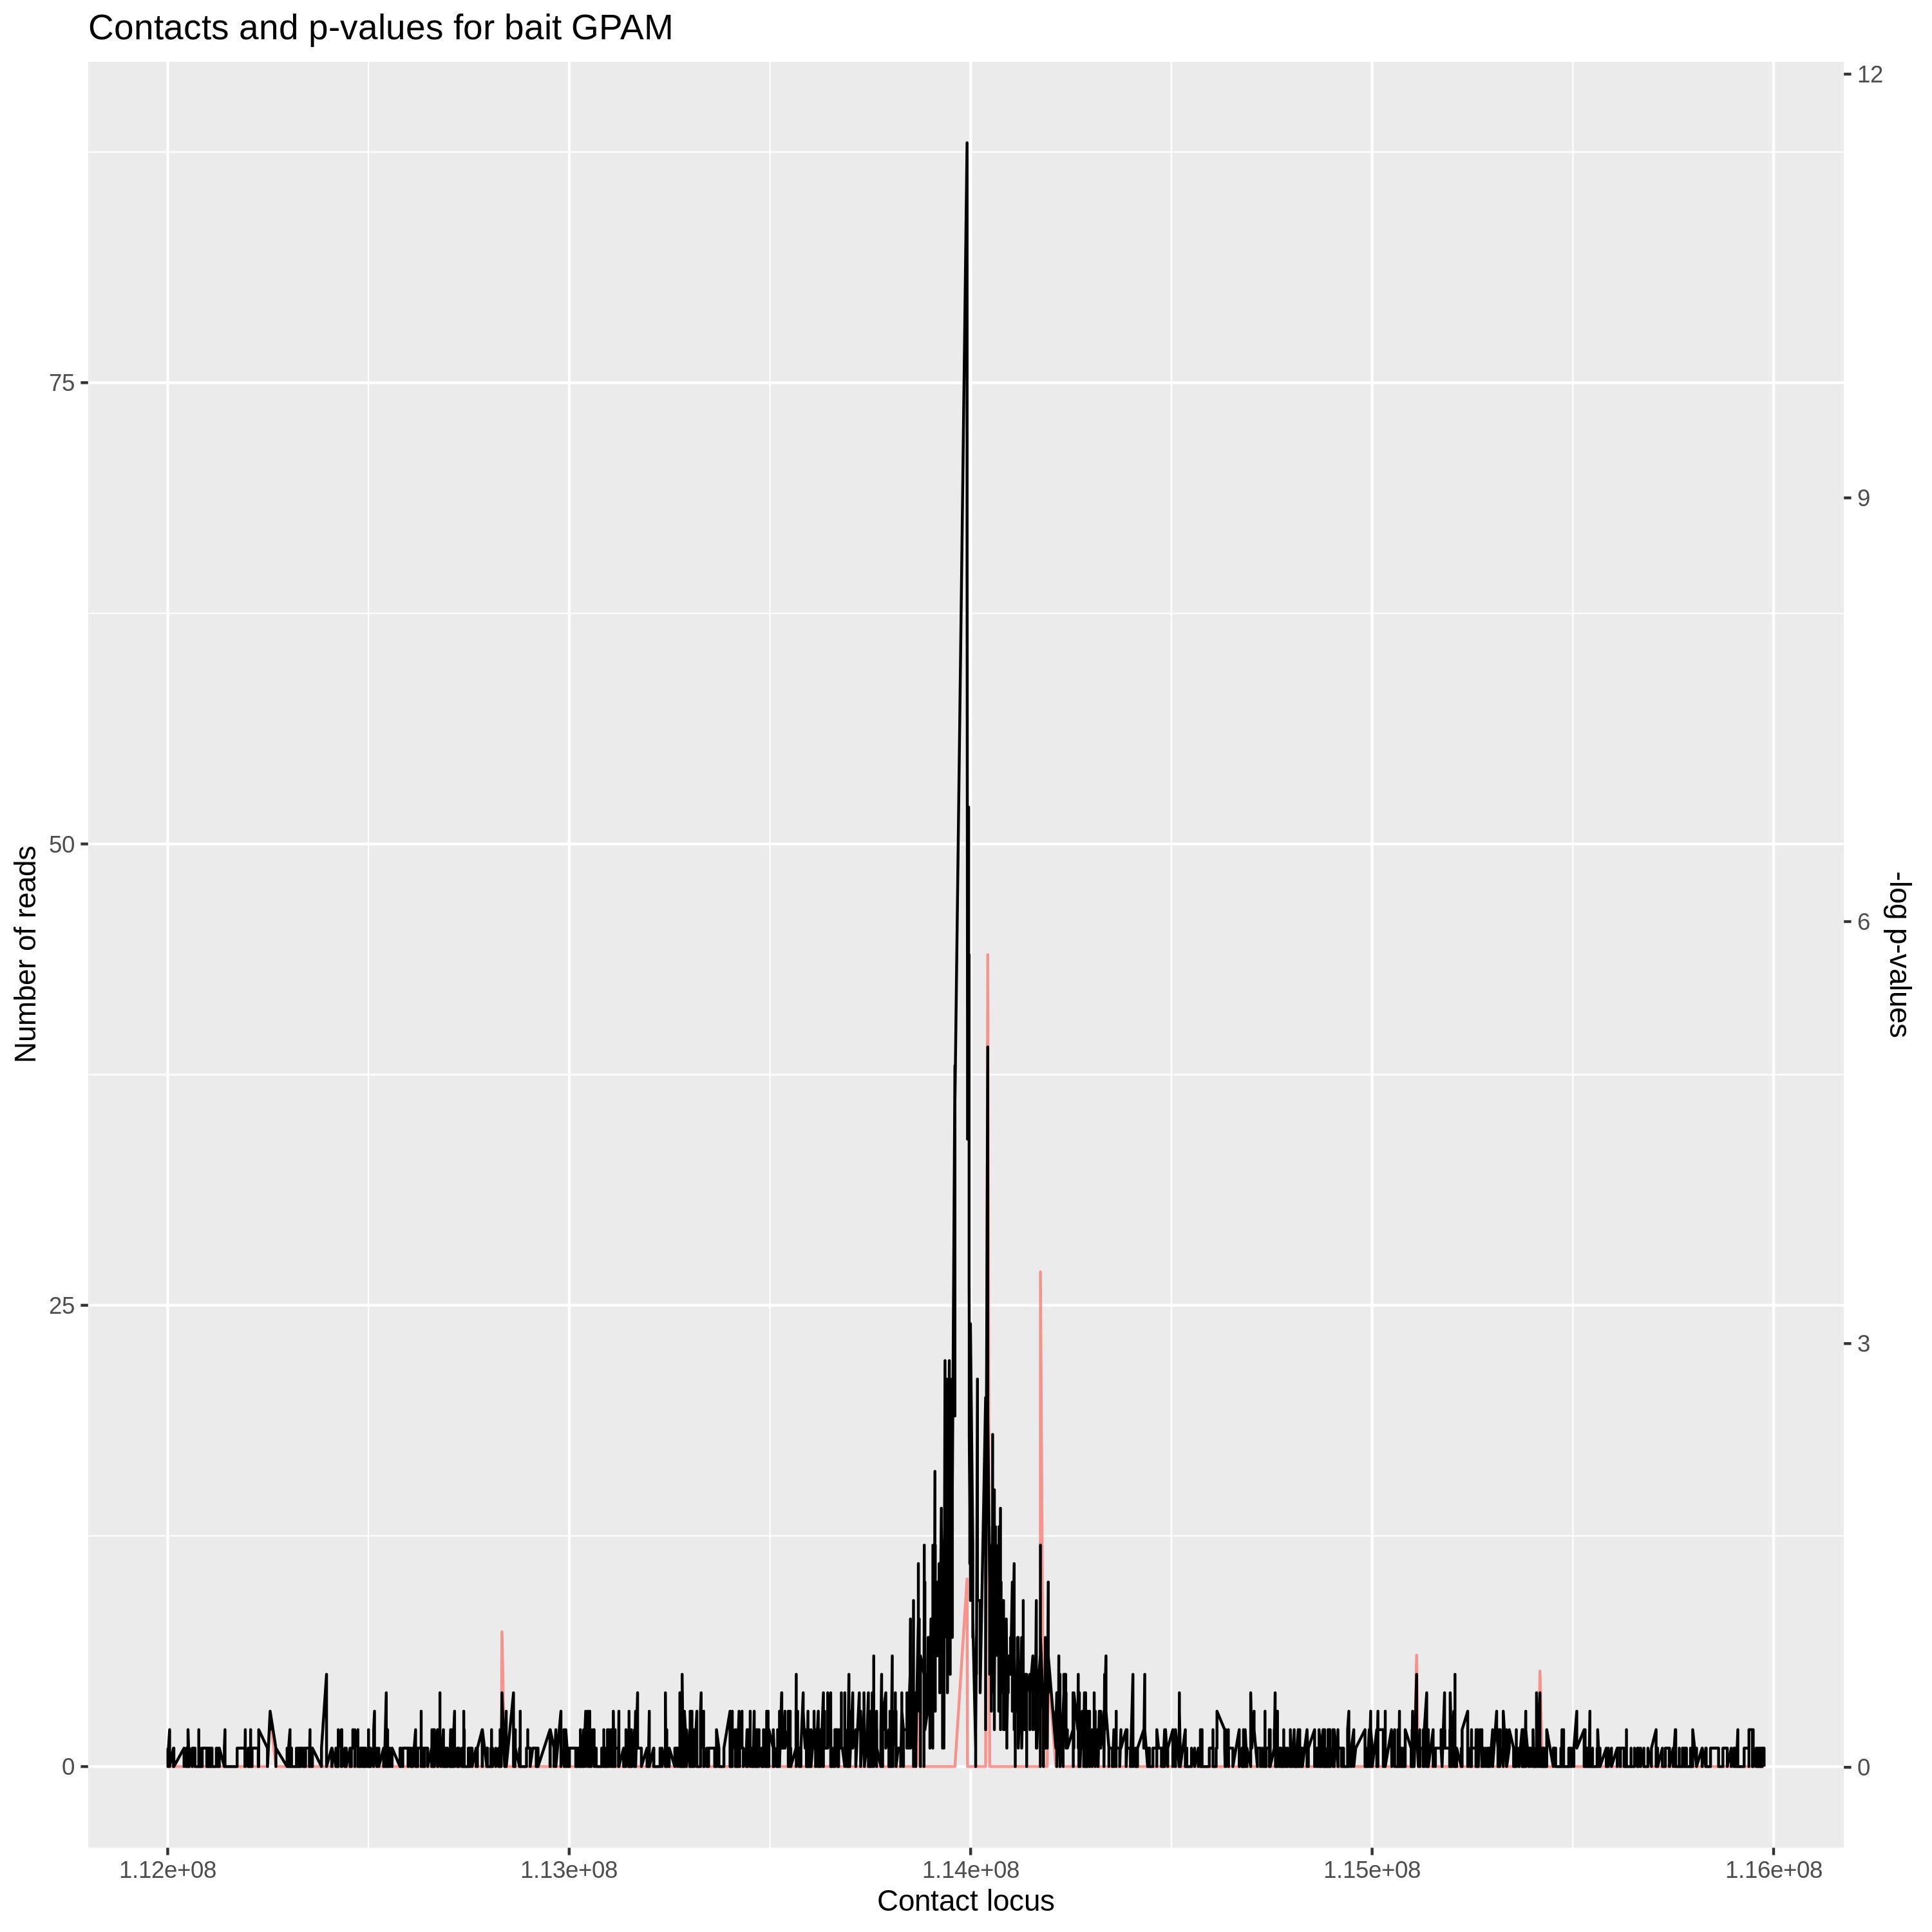 Contacts and p-values for bait GPAM
12
75
9
50
6
Number of reads
-log p-values
25
3
0
0
1.12e+08
1.13e+08
1.14e+08
1.15e+08
1.16e+08
Contact locus